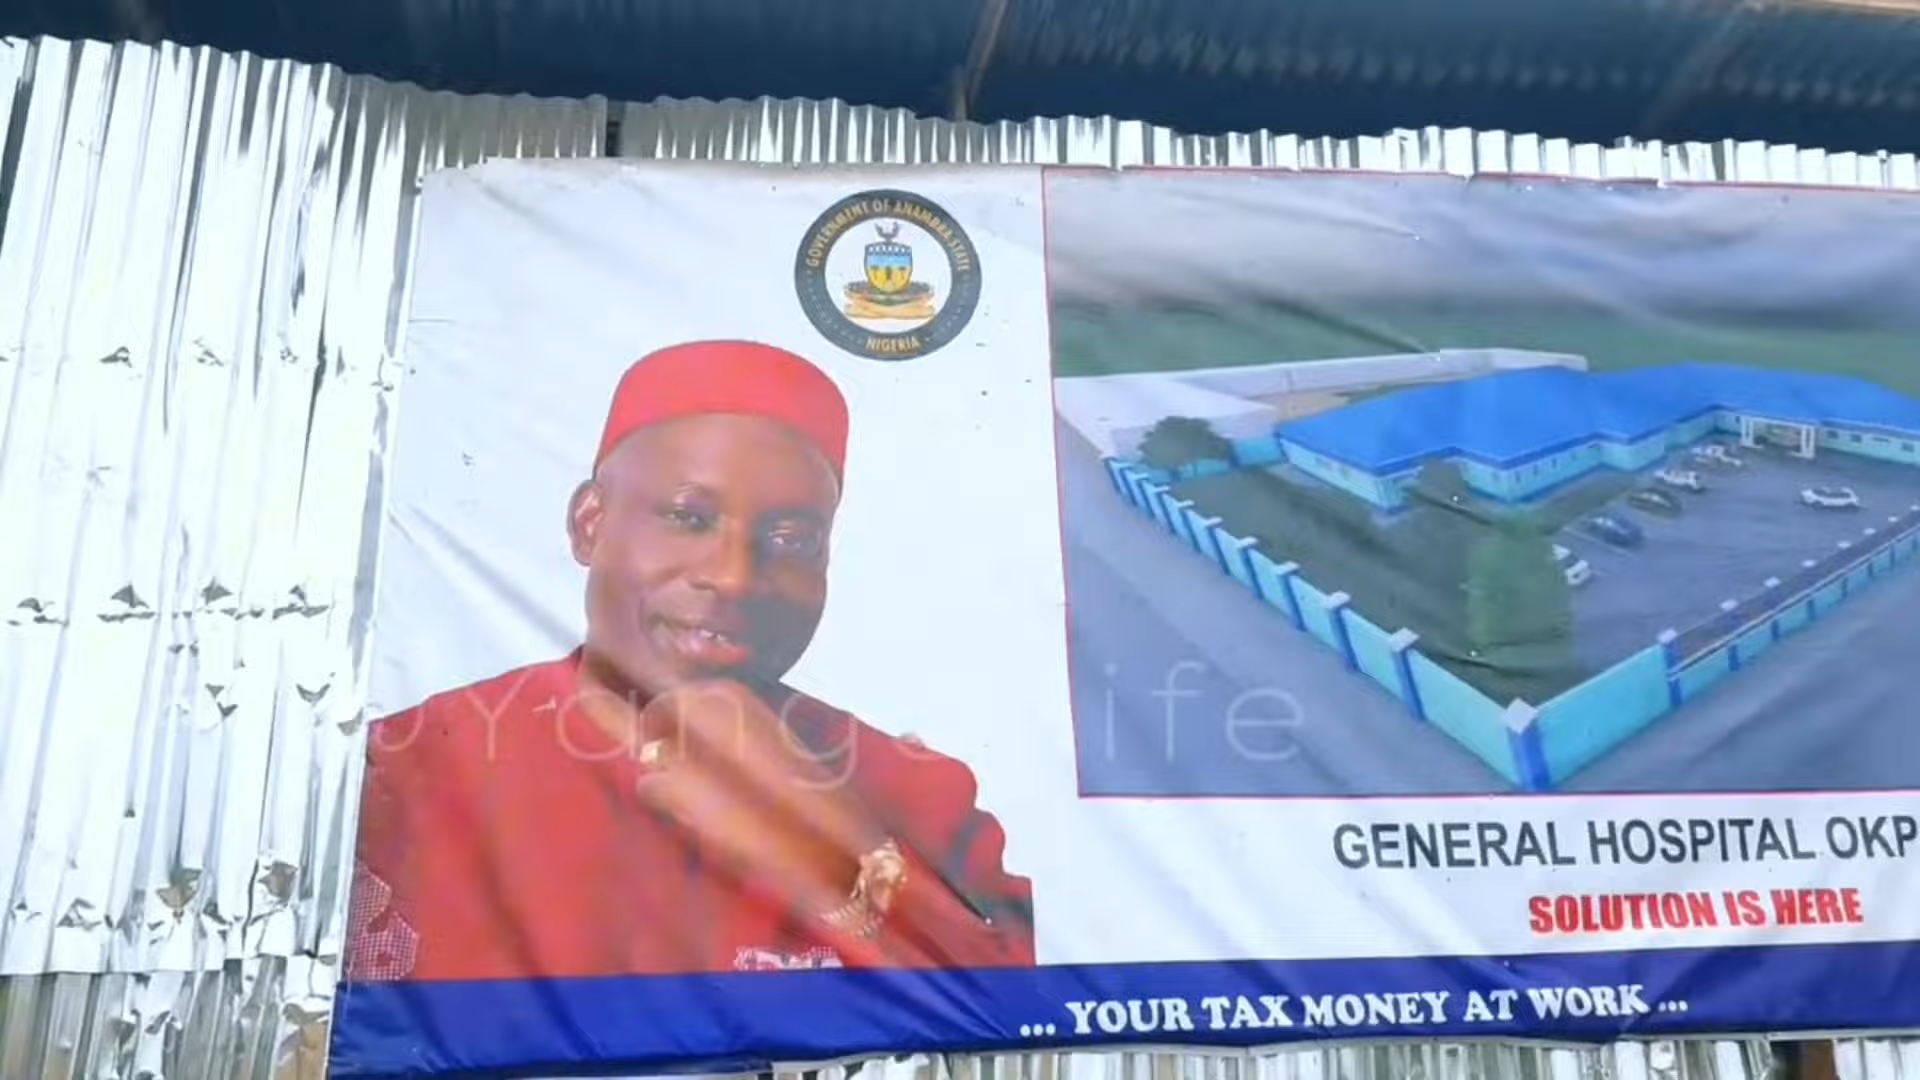 GOVERNMENT OF ANAMBRA STATE
NIGERIA
GENERAL HOSPITAL OKP
SOLUTION IS HERE
... YOUR TAX MONEY AT WORK ...